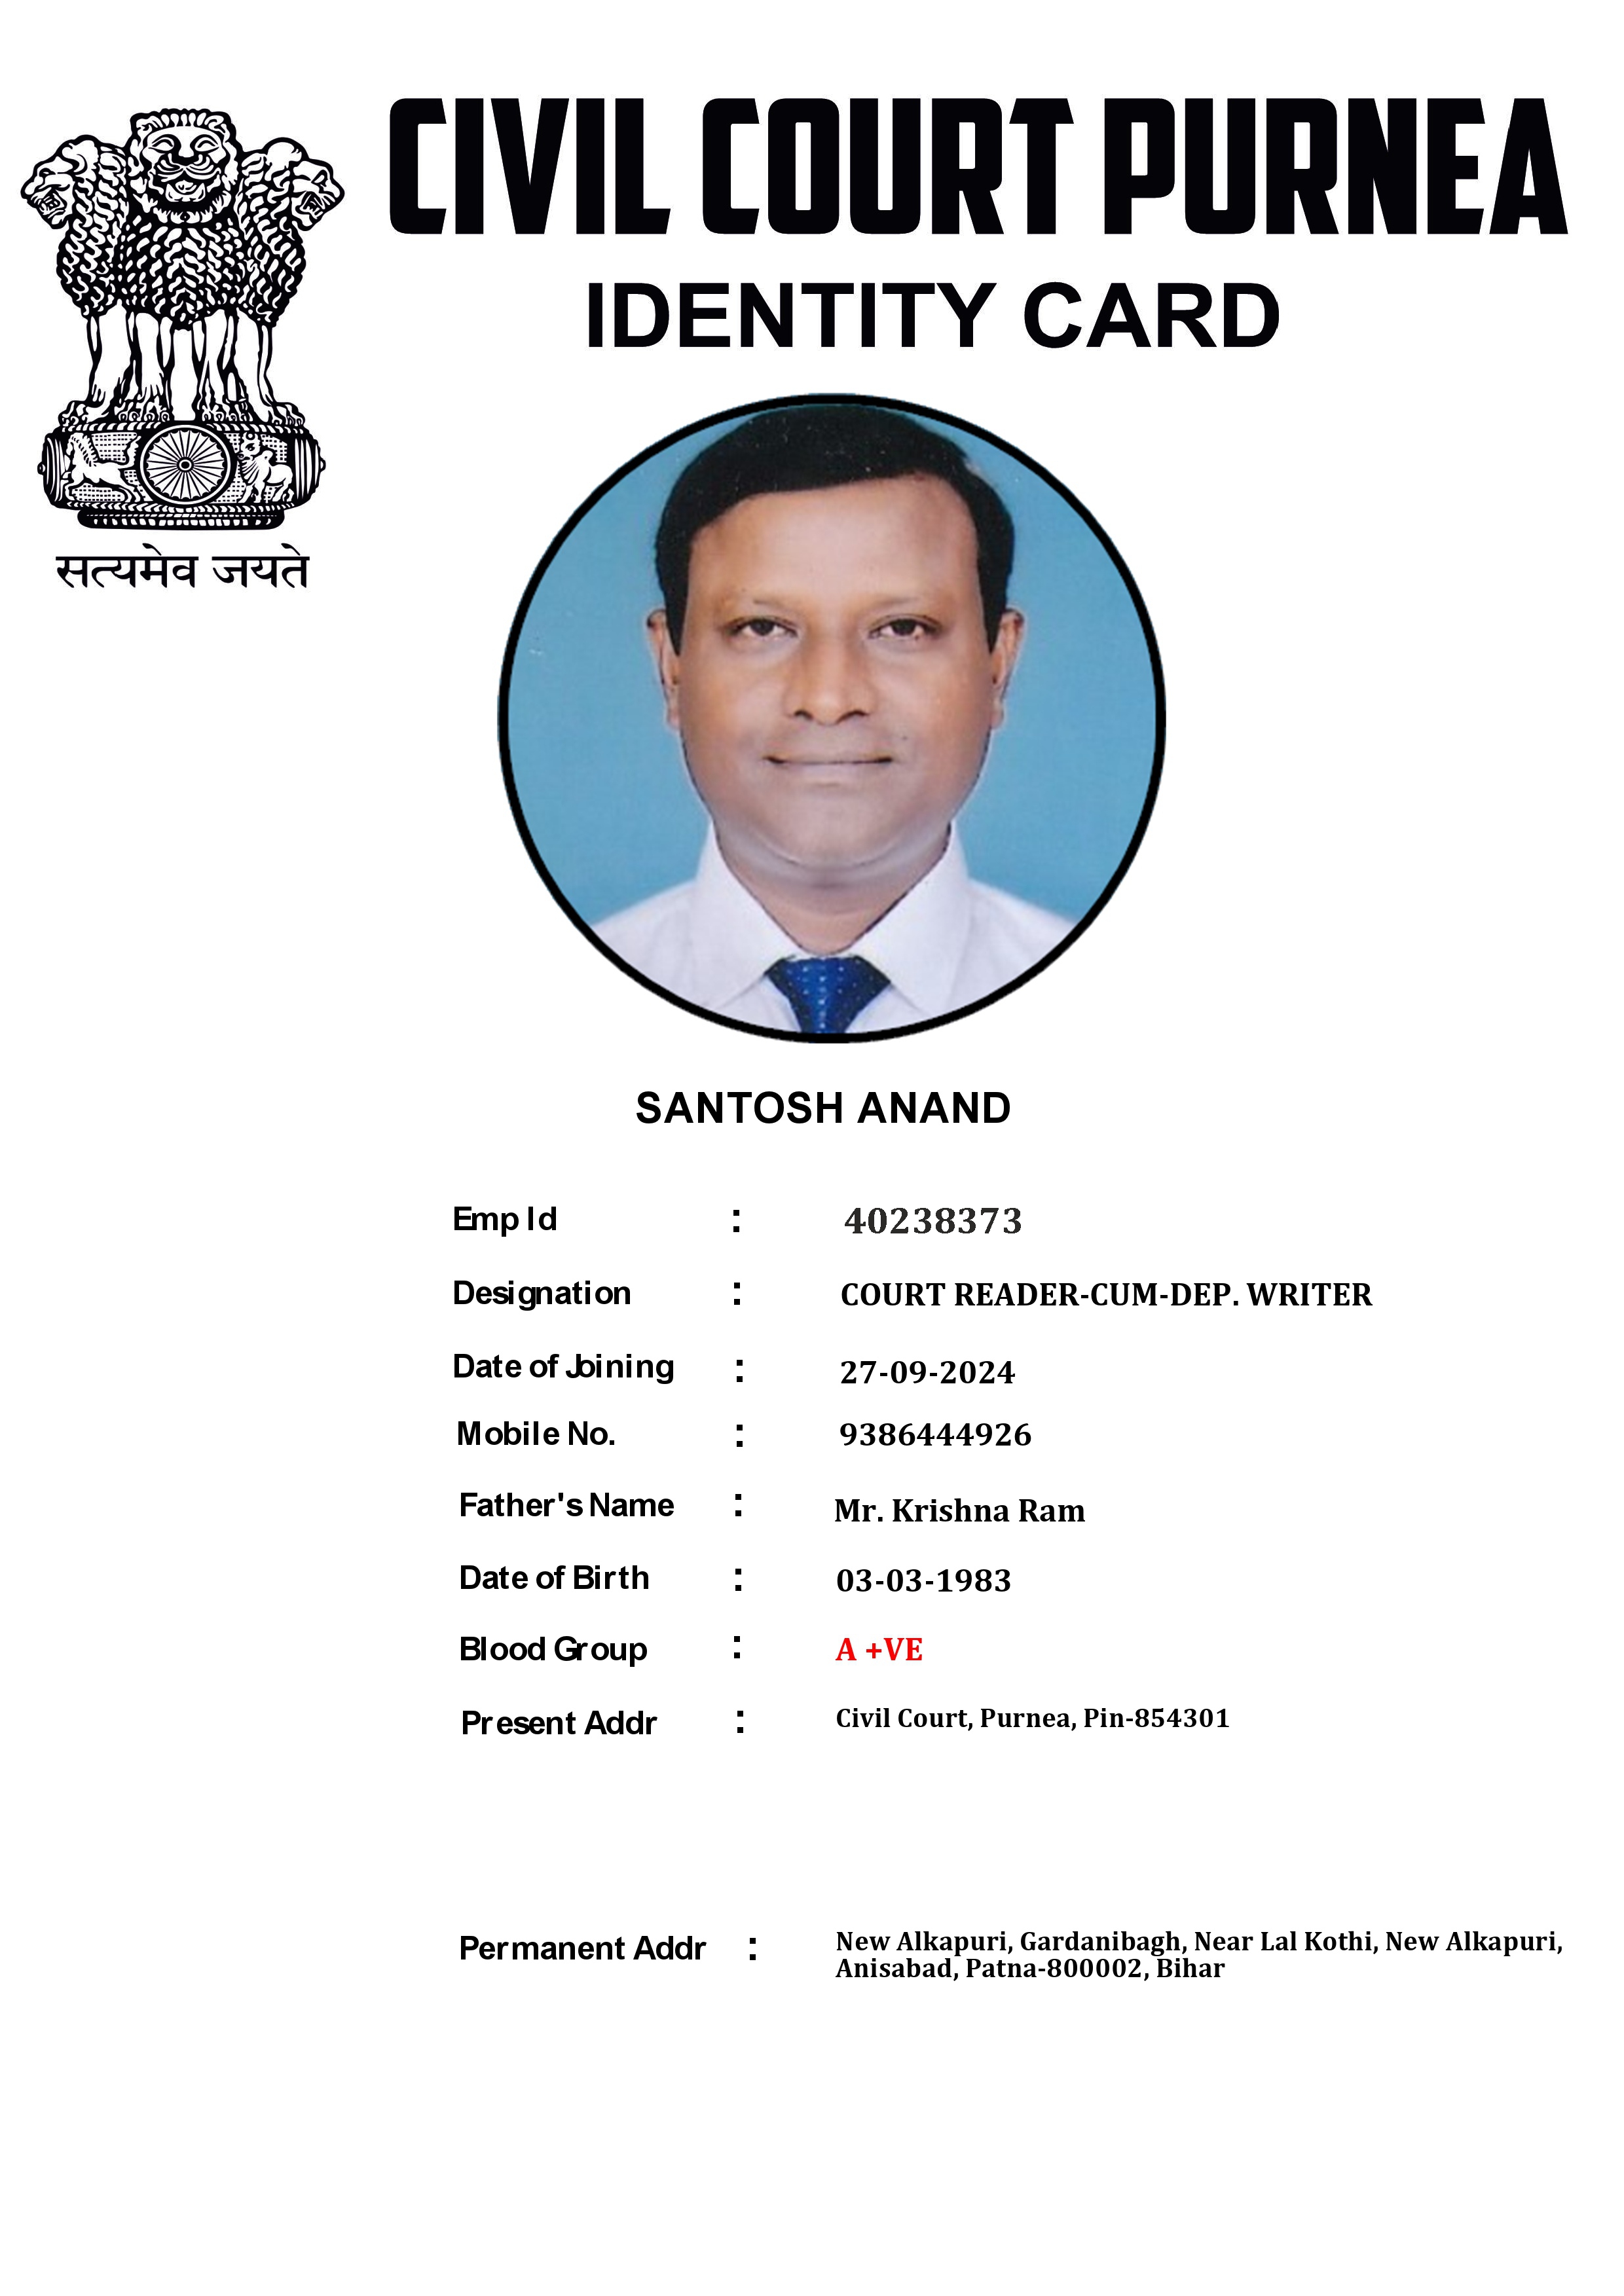 CIVIL COURT PURNEA
IDENTITY CARD
सत्यमेव जयते
SANTOSH ANAND
Emp Id : 40238373
Designation : COURT READER-CUM-DEP. WRITER
Date of Joining : 27-09-2024
Mobile No. : 9386444926
Father's Name : Mr. Krishna Ram
Date of Birth : 03-03-1983
Blood Group : A +VE
Present Addr : Civil Court, Purnea, Pin-854301
Permanent Addr : New Alkapuri, Gardanibagh, Near Lal Kothi, New Alkapuri,
Anisabad, Patna-800002, Bihar